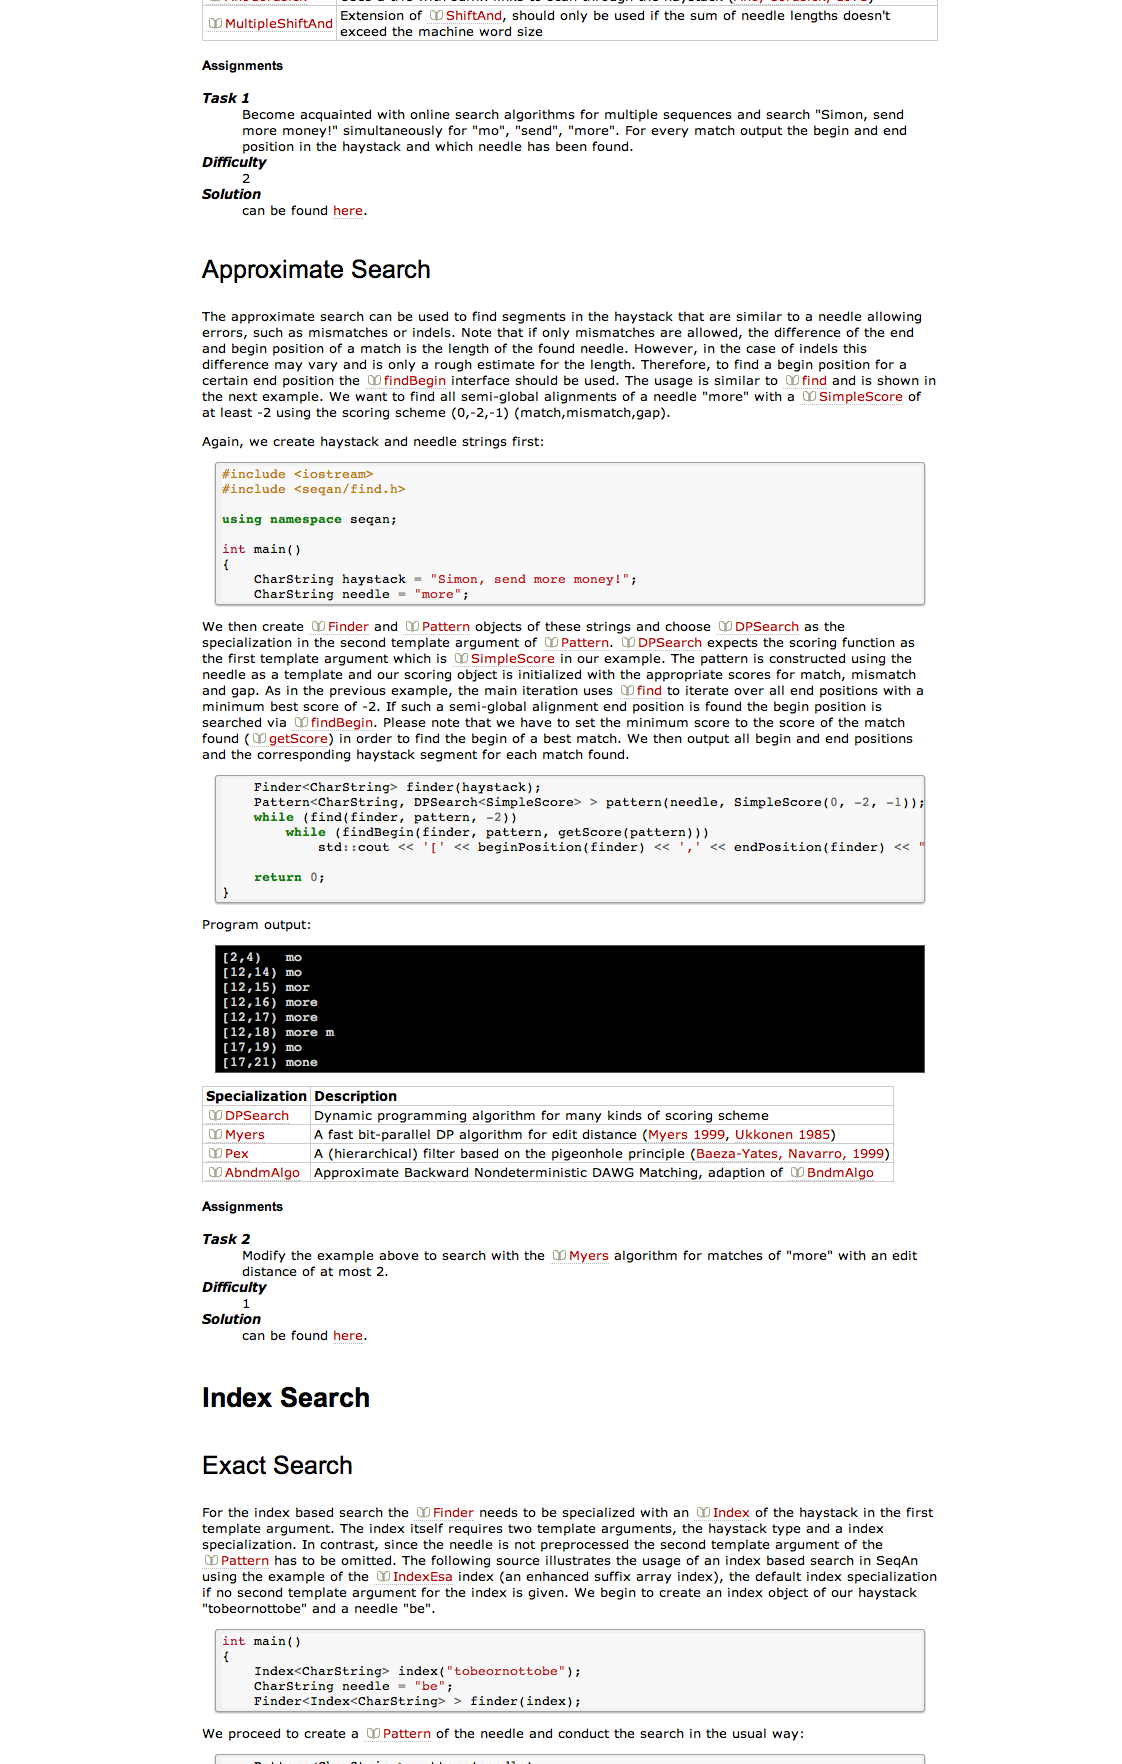 MultipleShiftAnd Extension of ShiftAnd, should only be used if the sum of needle lengths doesn't
exceed the machine word size
Assignments
Task 1
Become acquainted with online search algorithms for multiple sequences and search "Simon, send
more money!" simultaneously for "mo", "send", "more". For every match output the begin and end
position in the haystack and which needle has been found.
Difficulty
2
Solution
can be found here.
Approximate Search
The approximate search can be used to find segments in the haystack that are similar to a needle allowing
errors, such as mismatches or indels. Note that if only mismatches are allowed, the difference of the end
and begin position of a match is the length of the found needle. However, in the case of indels this
difference may vary and is only a rough estimate for the length. Therefore, to find a begin position for a
certain end position the findBegin interface should be used. The usage is similar to find and is shown in
the next example. We want to find all semi-global alignments of a needle "more" with a SimpleScore of
at least -2 using the scoring scheme (0,-2,-1) (match,mismatch,gap).
Again, we create haystack and needle strings first:
#include <iostream>
#include <seqan/find.h>
using namespace seqan;
int main()
{
CharString haystack = "Simon, send more money!";
CharString needle = "more";
We then create Finder and Pattern objects of these strings and choose DPSearch as the
specialization in the second template argument of Pattern. DPSearch expects the scoring function as
the first template argument which is SimpleScore in our example. The pattern is constructed using the
needle as a template and our scoring object is initialized with the appropriate scores for match, mismatch
and gap. As in the previous example, the main iteration uses find to iterate over all end positions with a
minimum best score of -2. If such a semi-global alignment end position is found the begin position is
searched via findBegin. Please note that we have to set the minimum score to the score of the match
found ( getScore) in order to find the begin of a best match. We then output all begin and end positions
and the corresponding haystack segment for each match found.
Finder<CharString> finder(haystack);
Pattern<CharString, DPSearch<SimpleScore> > pattern(needle, SimpleScore(0, -2, -1));
while (find(finder, pattern, -2))
while (findBegin(finder, pattern, getScore(pattern)))
std::cout << '[' << beginPosition(finder) << ',' << endPosition(finder) << "
return 0;
}
Program output:
[2,4) mo
[12,14) mo
[12,15) mor
[12,16) more
[12,17) more
[12,18) more m
[17,19) mo
[17,21) mone
Specialization Description
DPSearch Dynamic programming algorithm for many kinds of scoring scheme
Myers A fast bit-parallel DP algorithm for edit distance (Myers 1999, Ukkonen 1985)
Pex A (hierarchical) filter based on the pigeonhole principle (Baeza-Yates, Navarro, 1999)
AbndmAlgo Approximate Backward Nondeterministic DAWG Matching, adaption of BndmAlgo
Assignments
Task 2
Modify the example above to search with the Myers algorithm for matches of "more" with an edit
distance of at most 2.
Difficulty
1
Solution
can be found here.
Index Search
Exact Search
For the index based search the Finder needs to be specialized with an Index of the haystack in the first
template argument. The index itself requires two template arguments, the haystack type and a index
specialization. In contrast, since the needle is not preprocessed the second template argument of the
Pattern has to be omitted. The following source illustrates the usage of an index based search in SeqAn
using the example of the IndexEsa index (an enhanced suffix array index), the default index specialization
if no second template argument for the index is given. We begin to create an index object of our haystack
"tobeornottobe" and a needle "be".
int main()
{
Index<CharString> index("tobeornottobe");
CharString needle = "be";
Finder<Index<CharString> > finder(index);
We proceed to create a Pattern of the needle and conduct the search in the usual way: